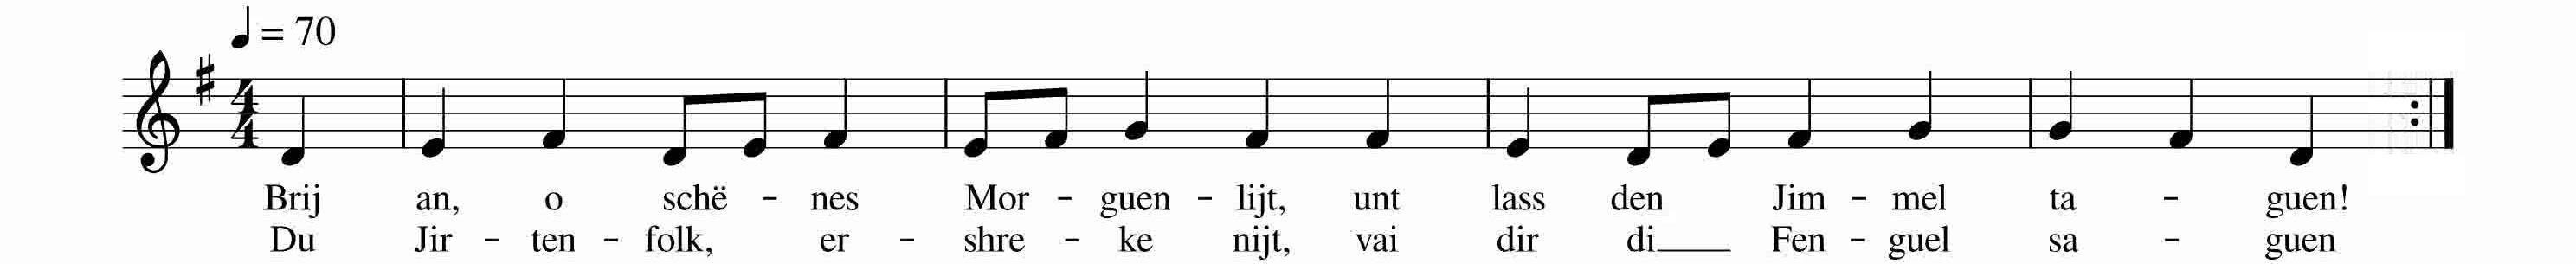 = 70
Brij an, o schë - nes Mor - guen - lijt, unt lass den Jim - mel ta - guen!
Du Jir - ten - folk, er - shre - ke nijt, vai dir di Fen - guel sa - guen